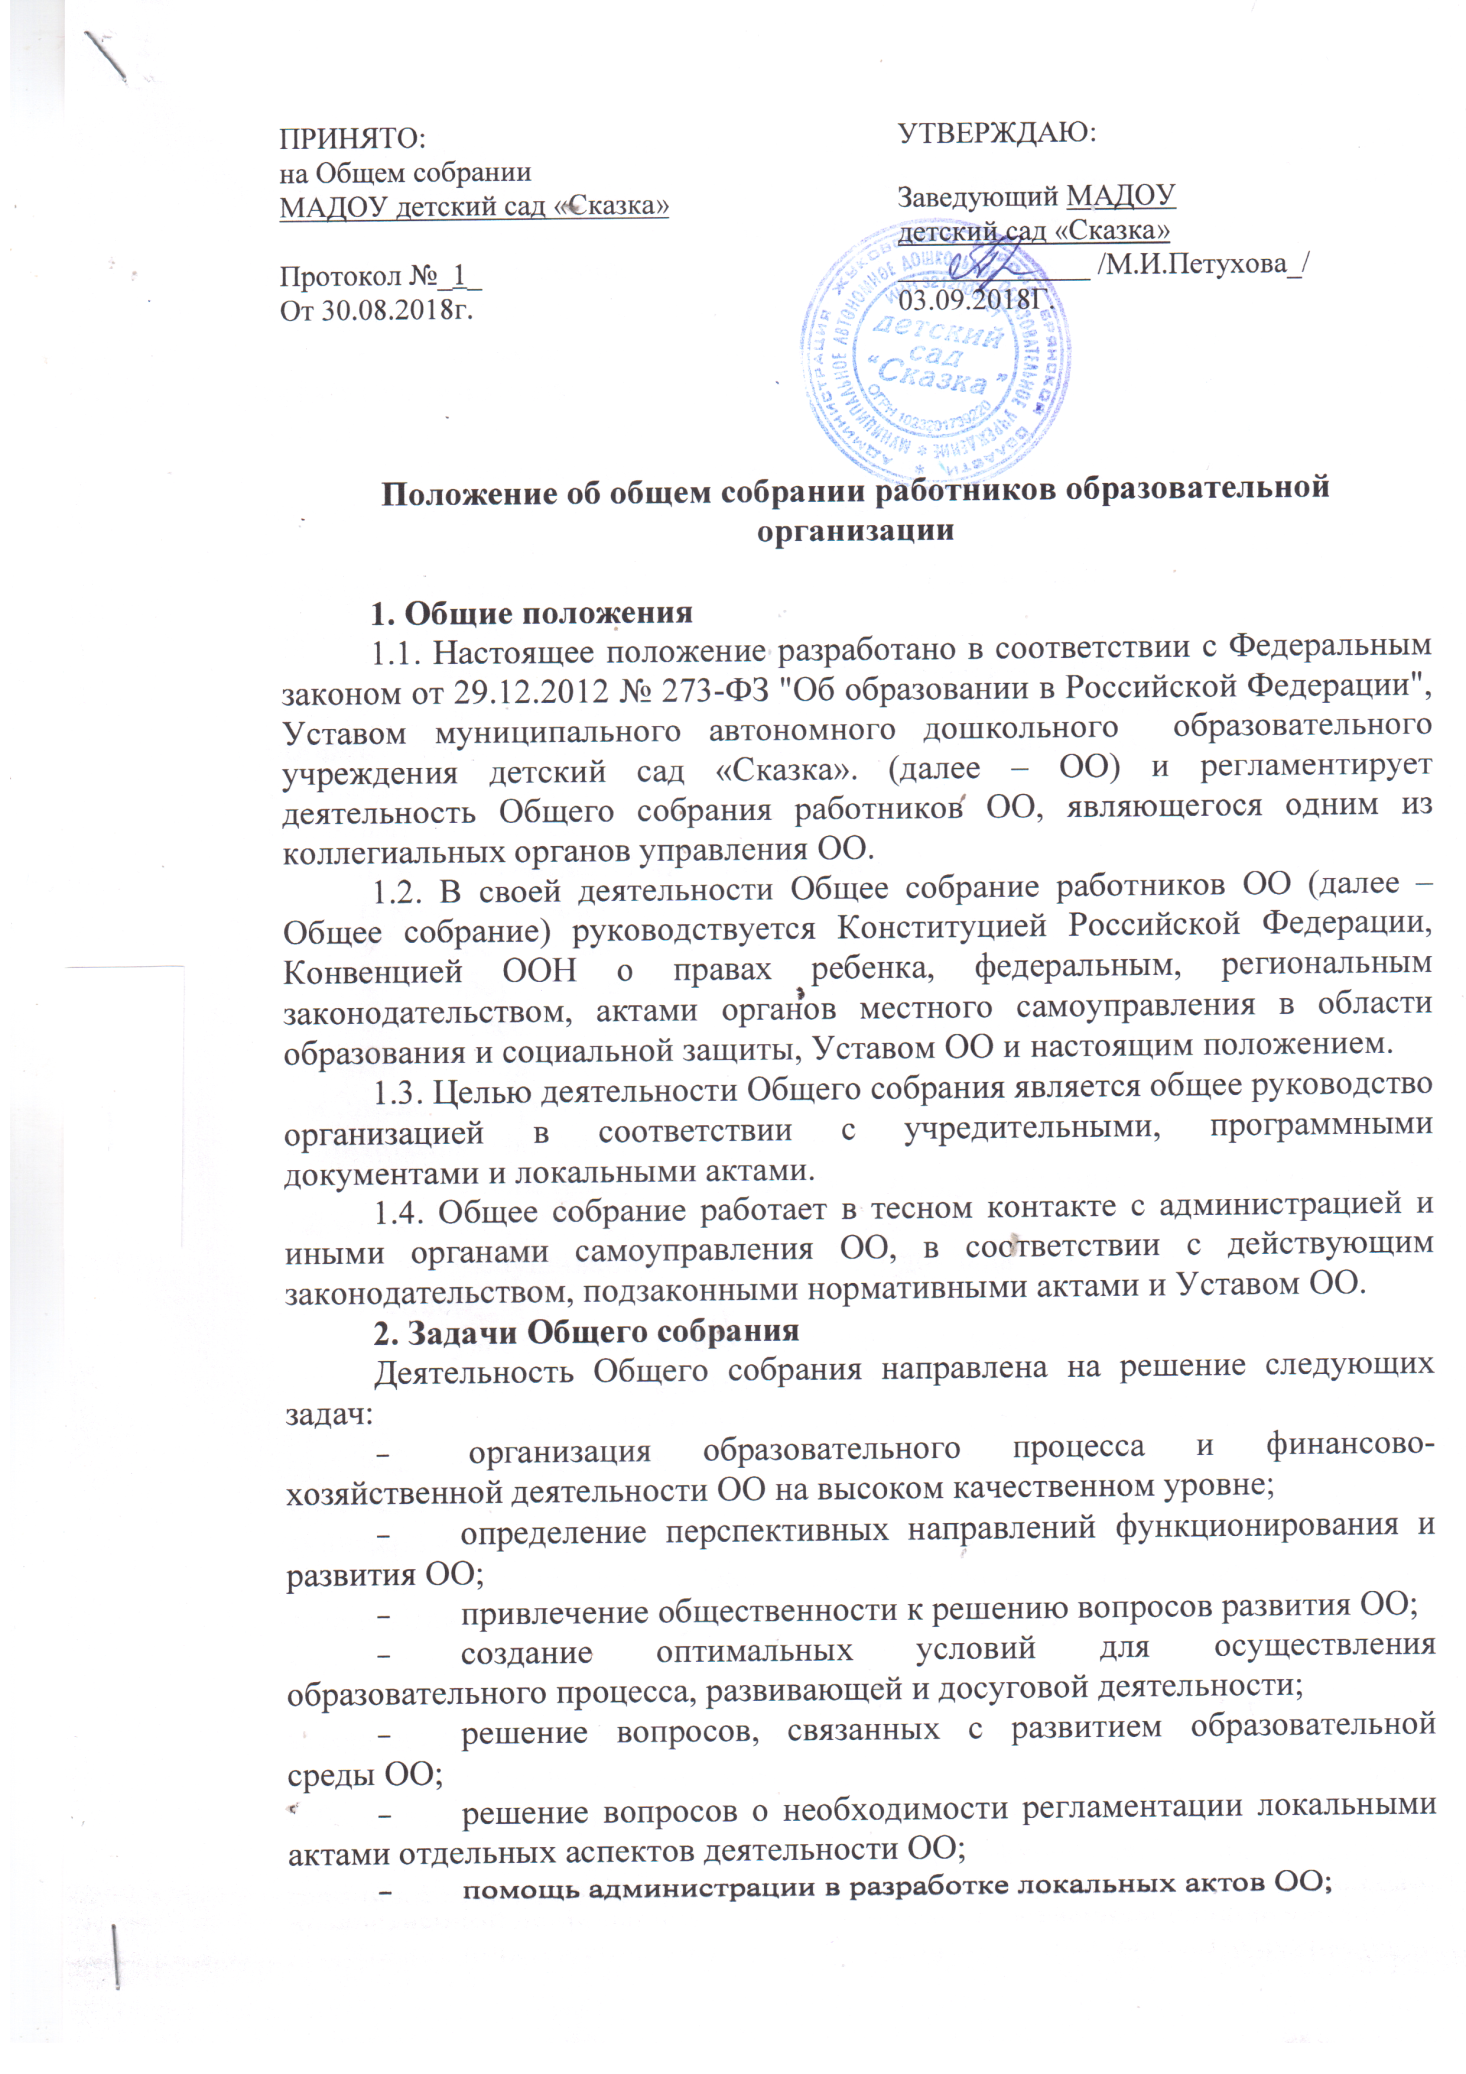 ПРИНЯТО:
на Общем собрании
МАДОУ детский сад «Сказка»
Протокол №_1_
От 30.08.2018г.
УТВЕРЖДАЮ:
Заведующий МАДОУ
детский сад «Сказка»
_____________ /М.И.Петухова_/
03.09.2018Г.
детский
сад
"Сказка"
ОГРН 1023201739220
Положение об общем собрании работников образовательной
организации
1. Общие положения
1.1. Настоящее положение разработано в соответствии с Федеральным
законом от 29.12.2012 № 273-ФЗ "Об образовании в Российской Федерации",
Уставом муниципального автономного дошкольного образовательного
учреждения детский сад «Сказка». (далее – ОО) и регламентирует
деятельность Общего собрания работников ОО, являющегося одним из
коллегиальных органов управления ОО.
1.2. В своей деятельности Общее собрание работников ОО (далее –
Общее собрание) руководствуется Конституцией Российской Федерации,
Конвенцией ООН о правах ребенка, федеральным, региональным
законодательством, актами органов местного самоуправления в области
образования и социальной защиты, Уставом ОО и настоящим положением.
1.3. Целью деятельности Общего собрания является общее руководство
организацией в соответствии с учредительными, программными
документами и локальными актами.
1.4. Общее собрание работает в тесном контакте с администрацией и
иными органами самоуправления ОО, в соответствии с действующим
законодательством, подзаконными нормативными актами и Уставом ОО.
2. Задачи Общего собрания
Деятельность Общего собрания направлена на решение следующих
задач:
– организация образовательного процесса и финансово-
хозяйственной деятельности ОО на высоком качественном уровне;
– определение перспективных направлений функционирования и
развития ОО;
– привлечение общественности к решению вопросов развития ОО;
– создание оптимальных условий для осуществления
образовательного процесса, развивающей и досуговой деятельности;
– решение вопросов, связанных с развитием образовательной
среды ОО;
– решение вопросов о необходимости регламентации локальными
актами отдельных аспектов деятельности ОО;
– помощь администрации в разработке локальных актов ОО;